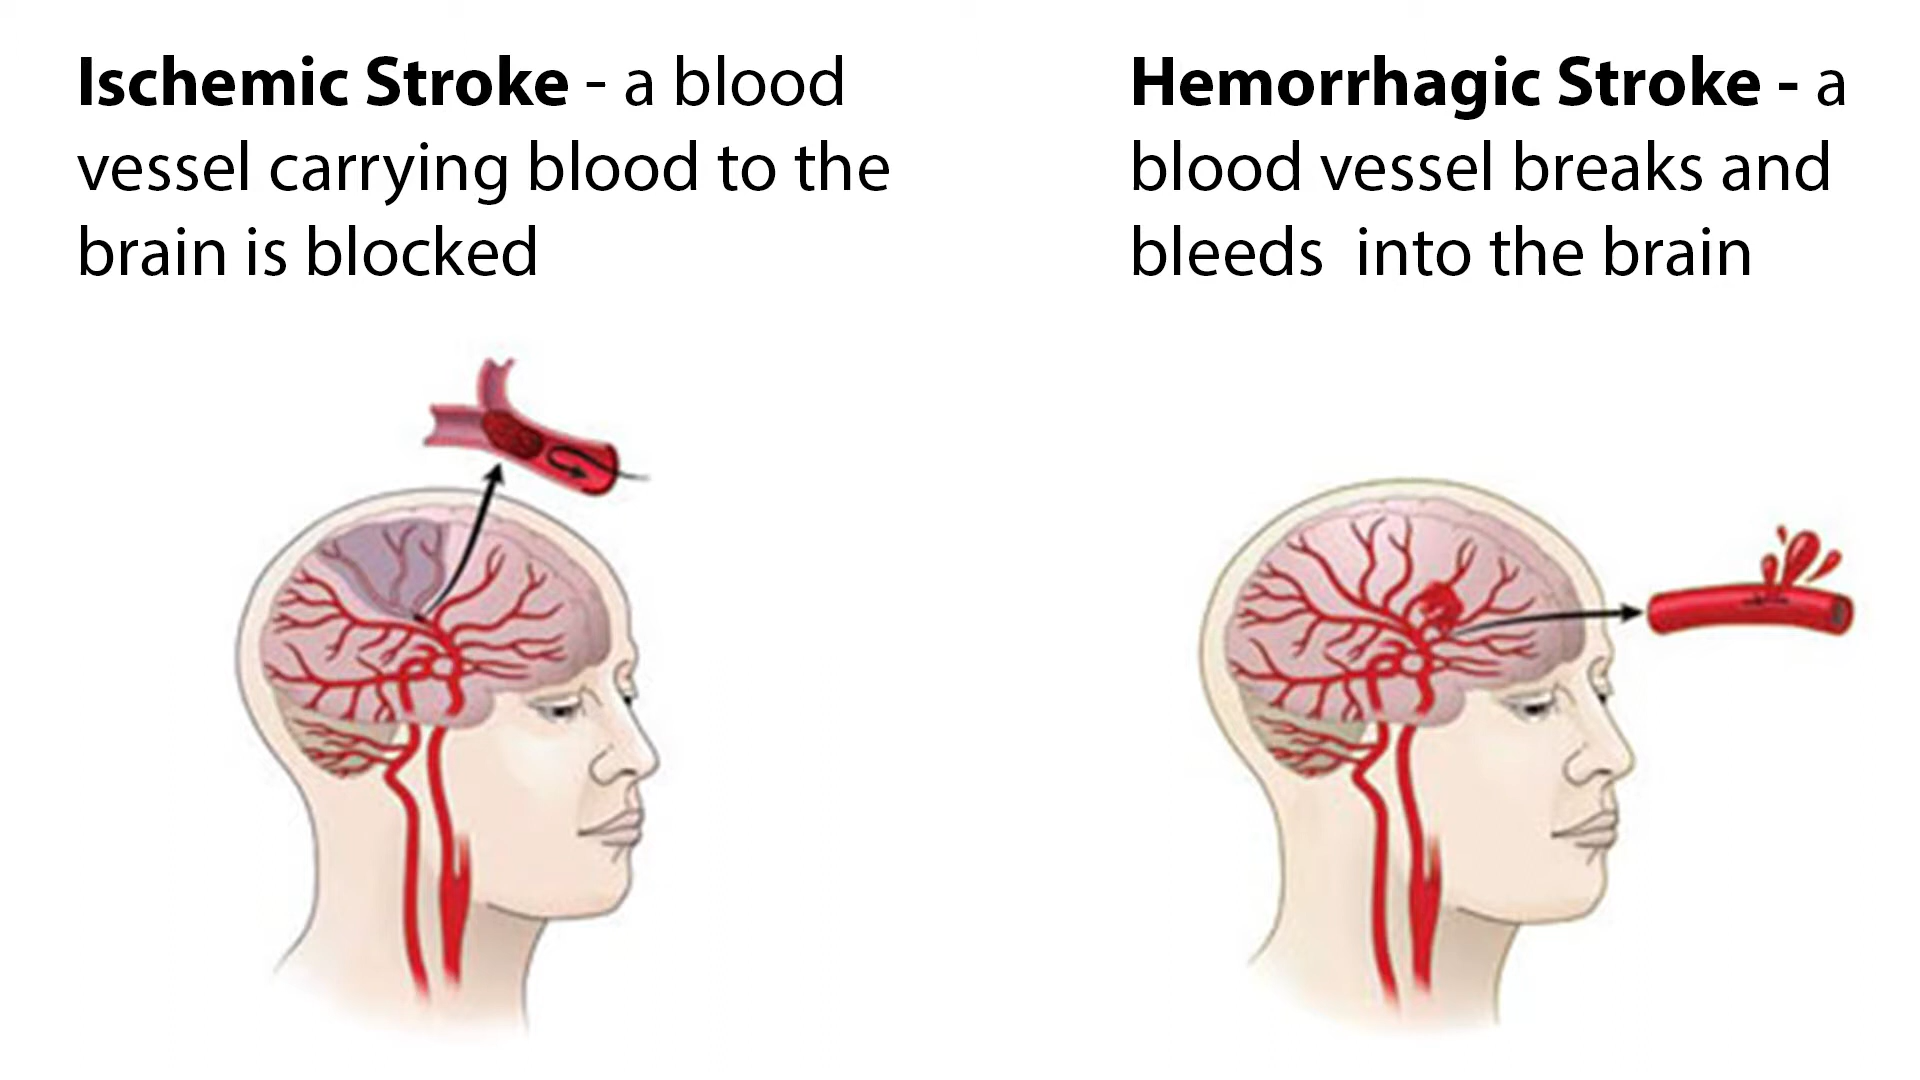 Ischemic Stroke - a blood
vessel carrying blood to the
brain is blocked
Hemorrhagic Stroke - a
blood vessel breaks and
bleeds  into the brain